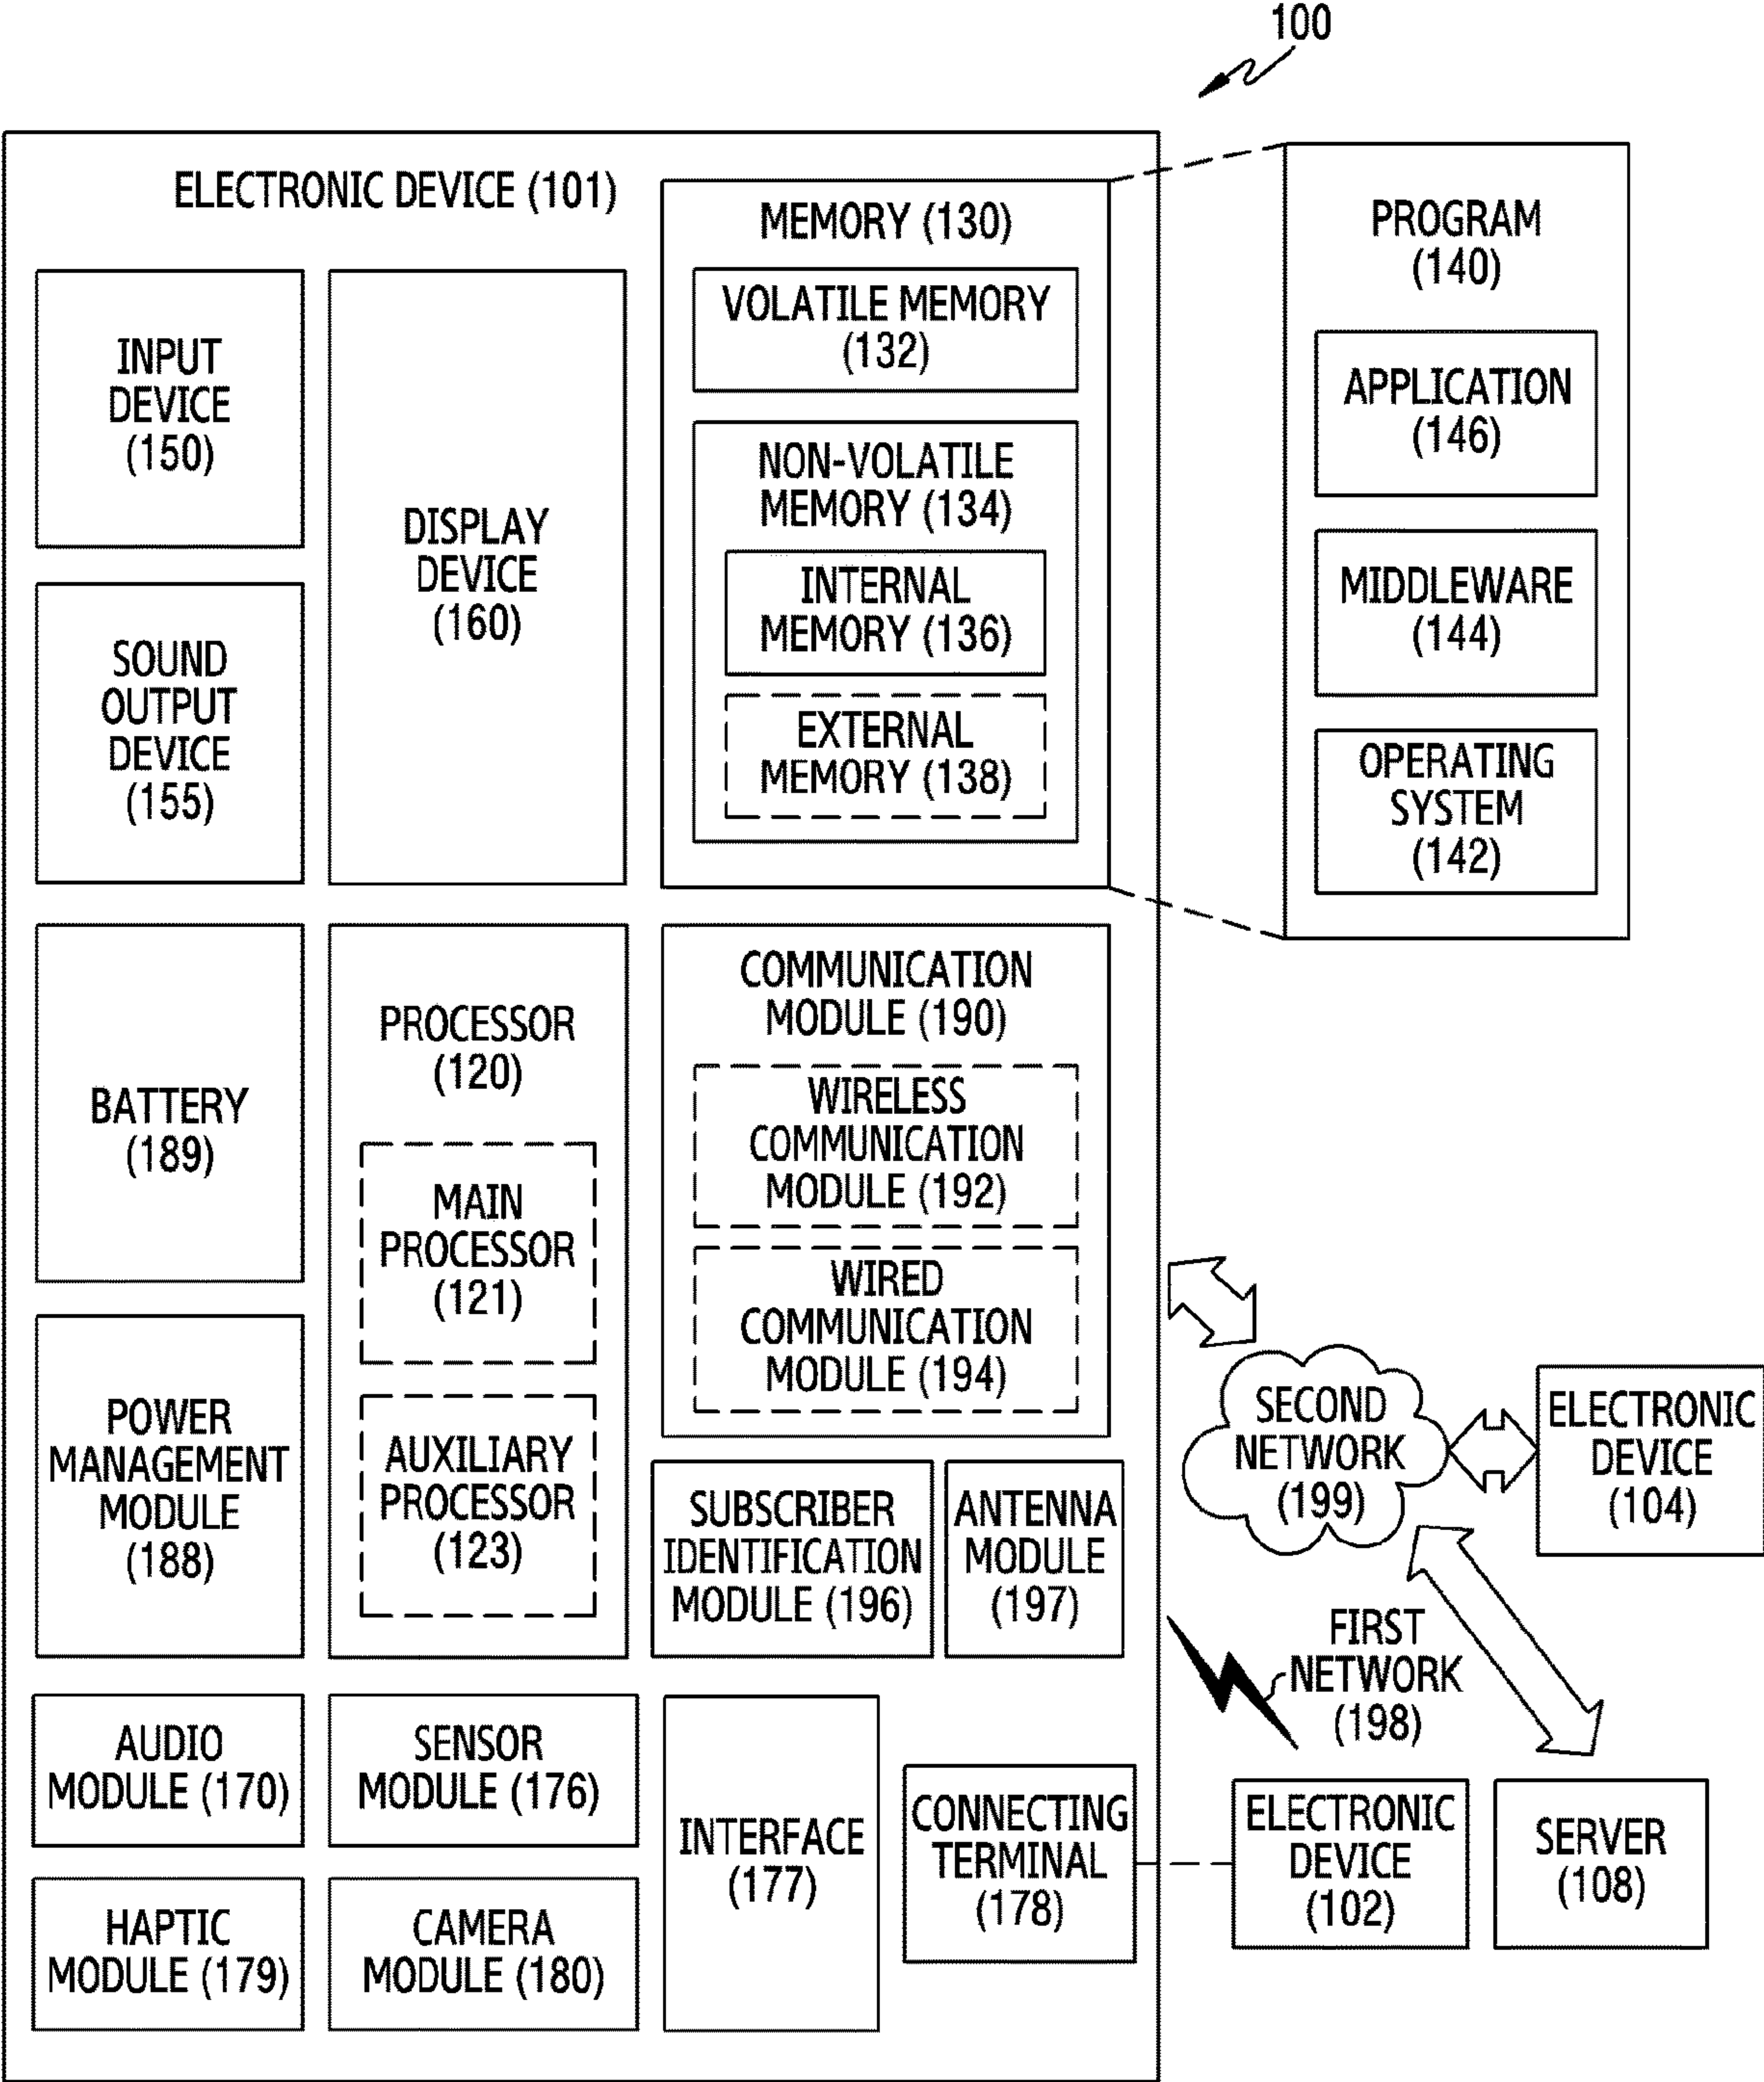 100
ELECTRONIC DEVICE (101)
INPUT
DEVICE
(150)
SOUND
OUTPUT
DEVICE
(155)
DISPLAY
DEVICE
(160)
MEMORY (130)
VOLATILE MEMORY
(132)
NON-VOLATILE
MEMORY (134)
INTERNAL
MEMORY (136)
EXTERNAL
MEMORY (138)
PROGRAM
(140)
APPLICATION
(146)
MIDDLEWARE
(144)
OPERATING
SYSTEM
(142)
BATTERY
(189)
POWER
MANAGEMENT
MODULE
(188)
PROCESSOR
(120)
MAIN
PROCESSOR
(121)
AUXILIARY
PROCESSOR
(123)
COMMUNICATION
MODULE (190)
WIRELESS
COMMUNICATION
MODULE (192)
WIRED
COMMUNICATION
MODULE (194)
SUBSCRIBER
IDENTIFICATION
MODULE (196)
ANTENNA
MODULE
(197)
SECOND
NETWORK
(199)
ELECTRONIC
DEVICE
(104)
FIRST
NETWORK
(198)
AUDIO
MODULE (170)
SENSOR
MODULE (176)
HAPTIC
MODULE (179)
CAMERA
MODULE (180)
INTERFACE
(177)
CONNECTING
TERMINAL
(178)
ELECTRONIC
DEVICE
(102)
SERVER
(108)